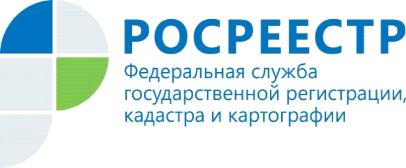 РОСРЕЕСТР
Федеральная служба
государственной регистрации,
кадастра и картографии